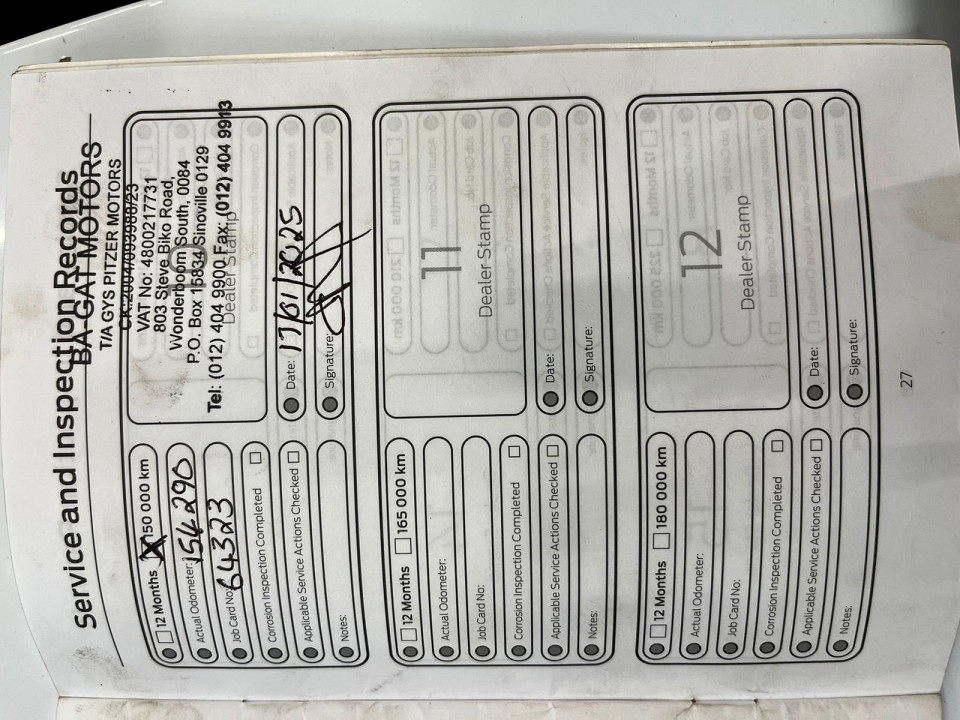 Service and Inspection Records
BA GAT MOTORS
T/A GYS PITZER MOTORS
CK:2004/093988/23
VAT No: 4800217731
803 Steve Biko Road,
Wonderboom South, 0084
P.O. Box 15834 Sinoville 0129
Tel: (012) 404 9900 Fax: (012) 404 9913
10
Dealer Stamp
12 Months X 150 000 km
Actual Odometer: 154290
Job Card No: 64323
Corrosion Inspection Completed
Applicable Service Actions Checked
Notes:
Date: 17/01/2025
Signature:
12 Months 165 000 km
Actual Odometer:
Job Card No:
Corrosion Inspection Completed
Applicable Service Actions Checked
Notes:
11
Dealer Stamp
Date:
Signature:
12 Months 180 000 km
Actual Odometer:
Job Card No:
Corrosion Inspection Completed
Applicable Service Actions Checked
Notes:
12
Dealer Stamp
Date:
Signature:
27